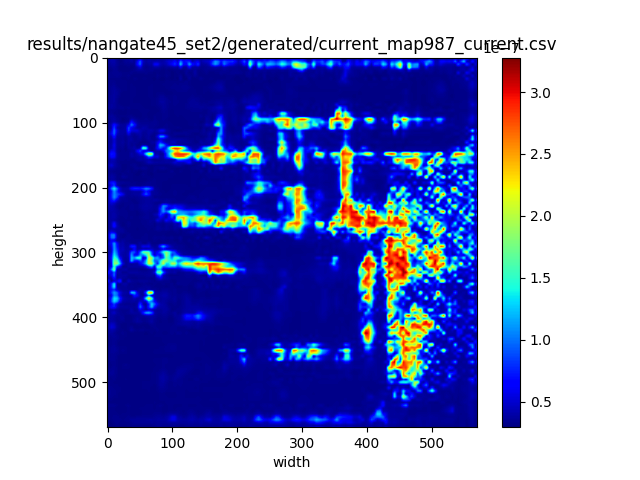 results/nangate45_set2/generated/current_map987_current.csv
1e−7
0
100
200
300
400
500
height
0 100 200 300 400 500
width
3.0
2.5
2.0
1.5
1.0
0.5